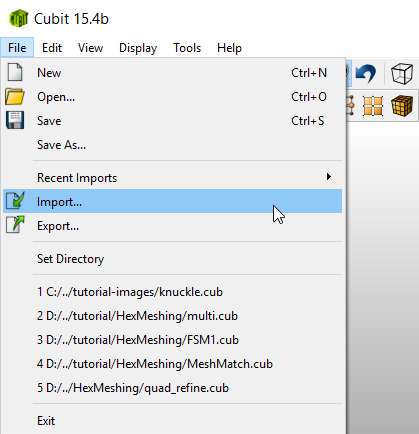 Cubit 15.4b
File Edit View Display Tools Help
New Ctrl+N
Open... Ctrl+O
Save Ctrl+S
Save As...
Recent Imports
Import...
Export...
Set Directory
1 C:/../tutorial-images/knuckle.cub
2 D:/../tutorial/HexMeshing/multi.cub
3 D:/../tutorial/HexMeshing/FSM1.cub
4 D:/../tutorial/HexMeshing/MeshMatch.cub
5 D:/../HexMeshing/quad_refine.cub
Exit